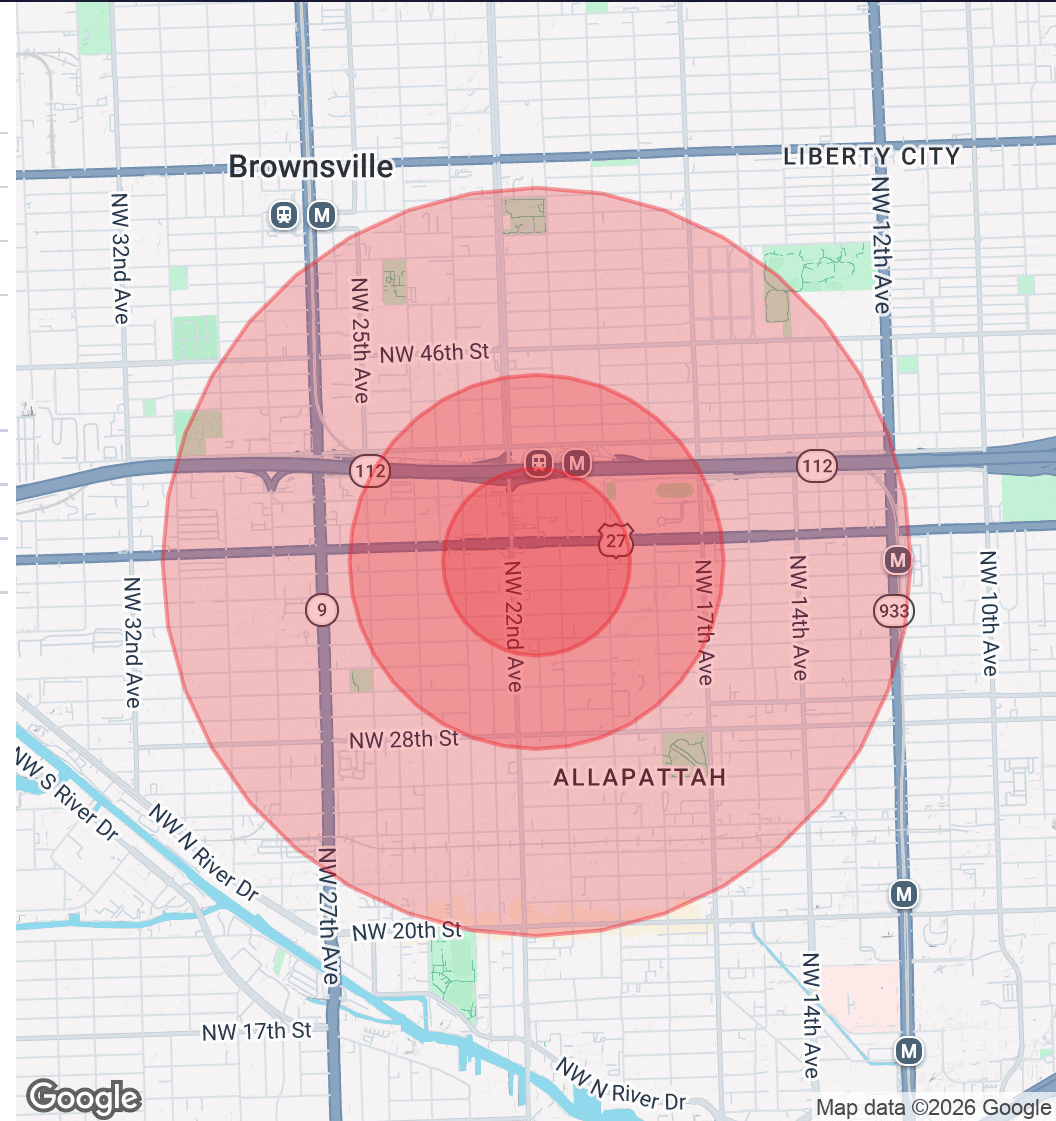 Brownsville
LIBERTY CITY
M
NW 32nd Ave
NW 12th Ave
NW 25th Ave
NW 46th St
112
M
112
27
NW 22nd Ave
NW 17th Ave
NW 14th Ave
M
NW 10th Ave
NW 32nd Ave
9
933
NW 28th St
ALLAPATTAH
NW S River Dr
NW N River Dr
NW 27th Ave
M
NW 20th St
NW 14th Ave
NW 17th St
M
NW N River Dr
Google
Map data ©2026 Google